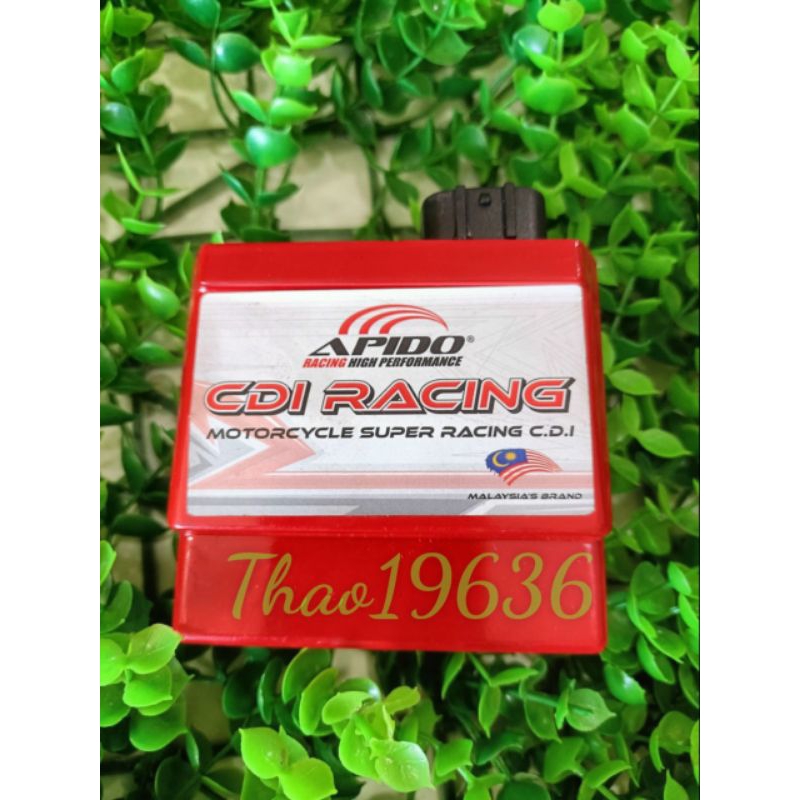 APIDO®
RACING HIGH PERFORMANCE
CDI RACING
MOTORCYCLE SUPER RACING C.D.I
MALAYSIA'S BRAND
Thao19636